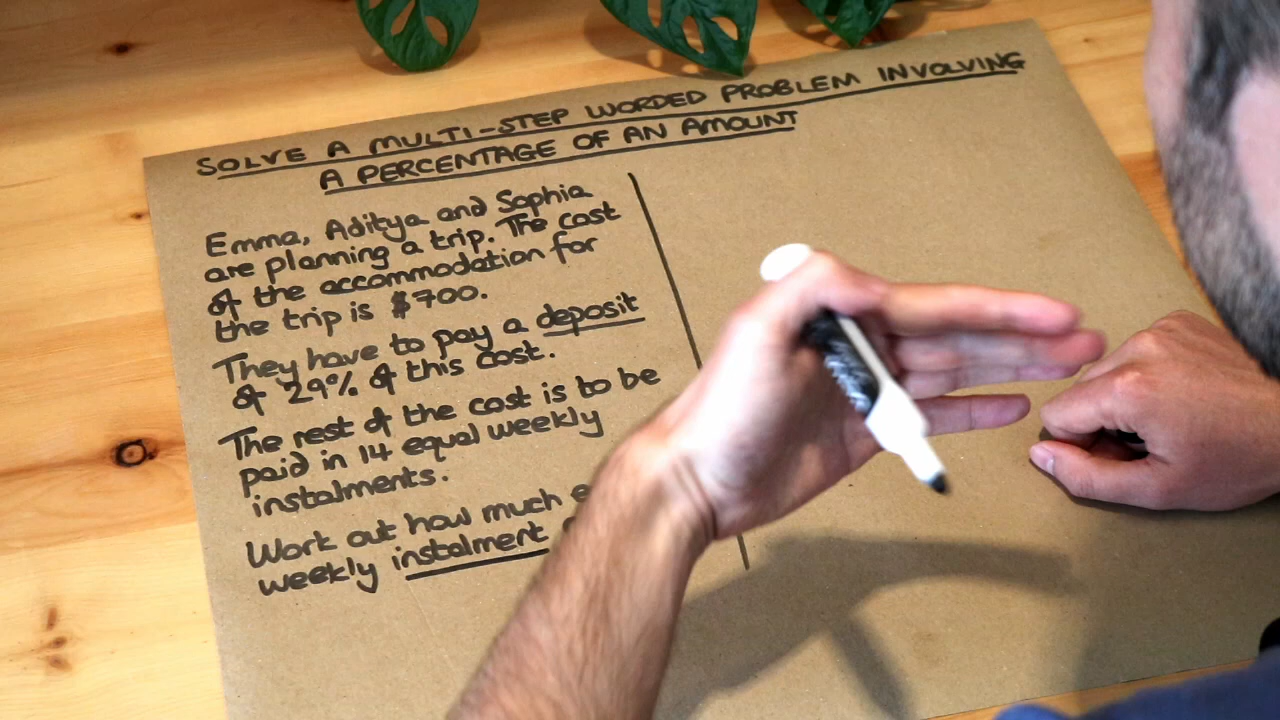 SOLVE A MULTI-STEP WORDED PROBLEM INVOLVING
A PERCENTAGE OF AN AMOUNT
Emma, Aditya and Sophia
are planning a trip. The cost
of the accommodation for
the trip is $700.
They have to pay a deposit
of 29% of this cost.
The rest of the cost is to be
paid in 14 equal weekly
instalments.
Work out how much
weekly instalment